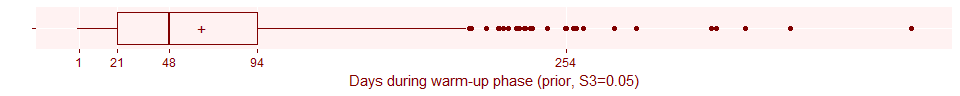 1 21 48 94 254
Days during warm-up phase (prior, S3=0.05)